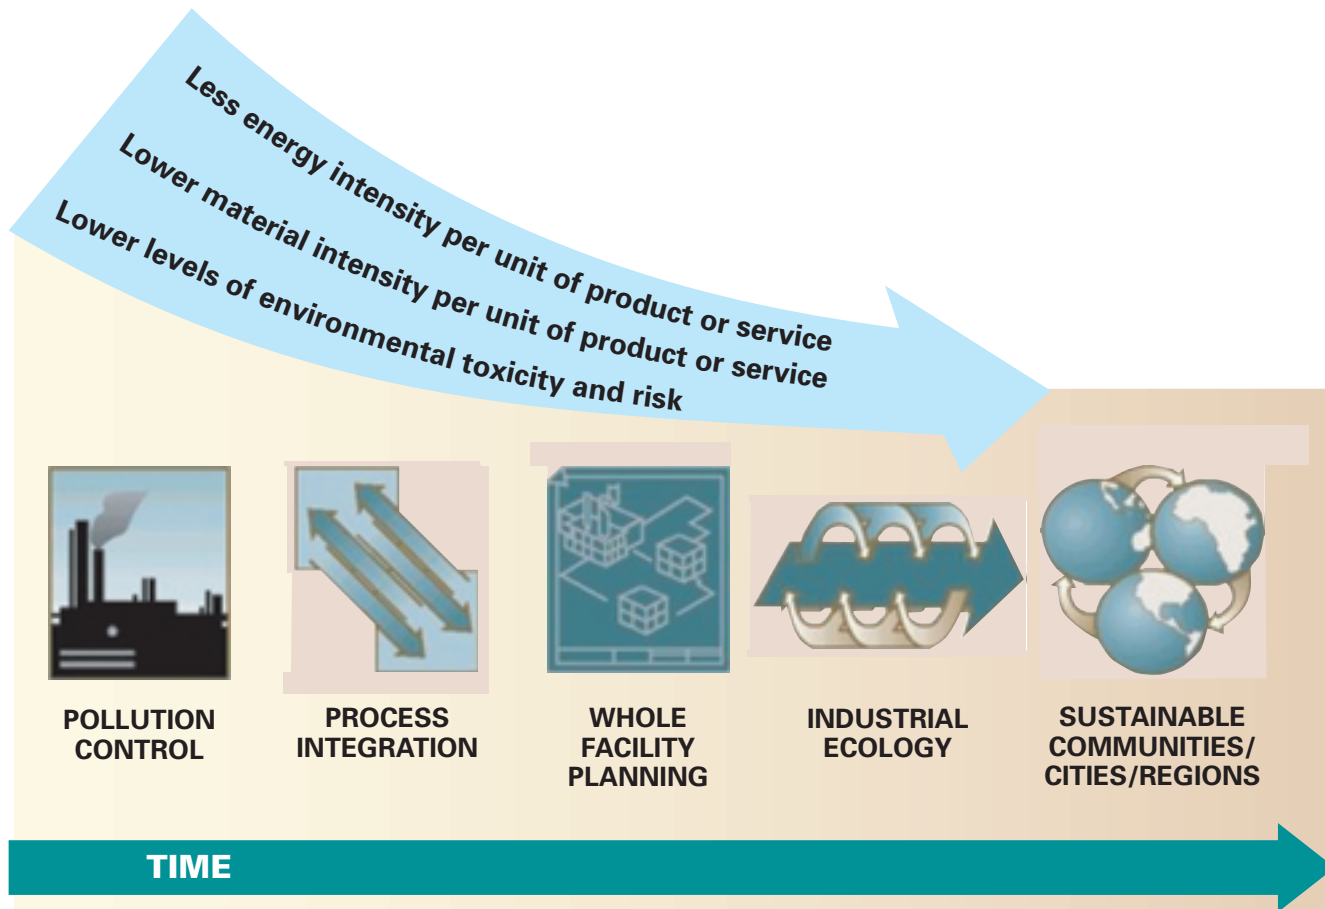 Less energy intensity per unit of product or service
Lower material intensity per unit of product or service
Lower levels of environmental toxicity and risk
POLLUTION
CONTROL
PROCESS
INTEGRATION
WHOLE
FACILITY
PLANNING
INDUSTRIAL
ECOLOGY
SUSTAINABLE
COMMUNITIES/
CITIES/REGIONS
TIME